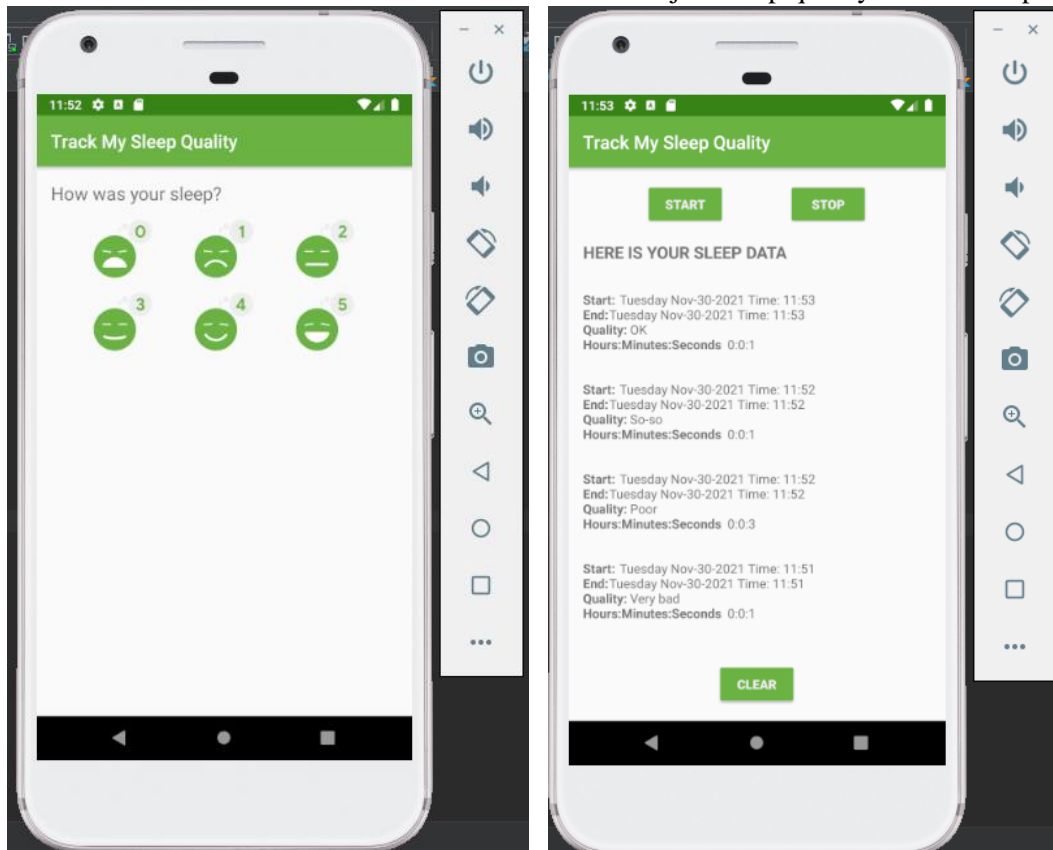 11:52
Track My Sleep Quality
How was your sleep?
0 1 2
3 4 5
11:53
Track My Sleep Quality
START STOP
HERE IS YOUR SLEEP DATA
Start: Tuesday Nov-30-2021 Time: 11:53
End:Tuesday Nov-30-2021 Time: 11:53
Quality: OK
Hours:Minutes:Seconds 0:0:1
Start: Tuesday Nov-30-2021 Time: 11:52
End:Tuesday Nov-30-2021 Time: 11:52
Quality: So-so
Hours:Minutes:Seconds 0:0:1
Start: Tuesday Nov-30-2021 Time: 11:52
End:Tuesday Nov-30-2021 Time: 11:52
Quality: Poor
Hours:Minutes:Seconds 0:0:3
Start: Tuesday Nov-30-2021 Time: 11:51
End:Tuesday Nov-30-2021 Time: 11:51
Quality: Very bad
Hours:Minutes:Seconds 0:0:1
CLEAR